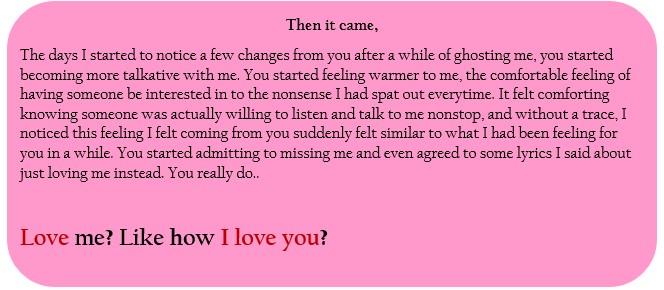 Then it came,
The days I started to notice a few changes from you after a while of ghosting me, you started
becoming more talkative with me. You started feeling warmer to me, the comfortable feeling of
having someone be interested in to the nonsense I had spat out everytime. It felt comforting
knowing someone was actually willing to listen and talk to me nonstop, and without a trace, I
noticed this feeling I felt coming from you suddenly felt similar to what I had been feeling for
you in a while. You started admitting to missing me and even agreed to some lyrics I said about
just loving me instead. You really do..
Love me? Like how I love you?